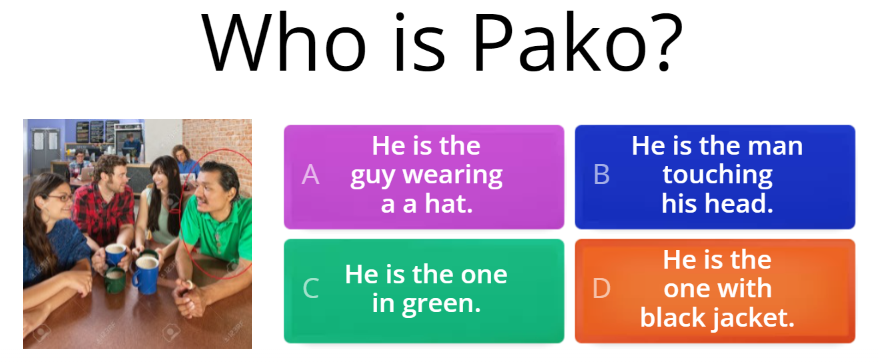 Who is Pako?
A
He is the
guy wearing
a a hat.
B
He is the man
touching
his head.
C
He is the one
in green.
D
He is the
one with
black jacket.